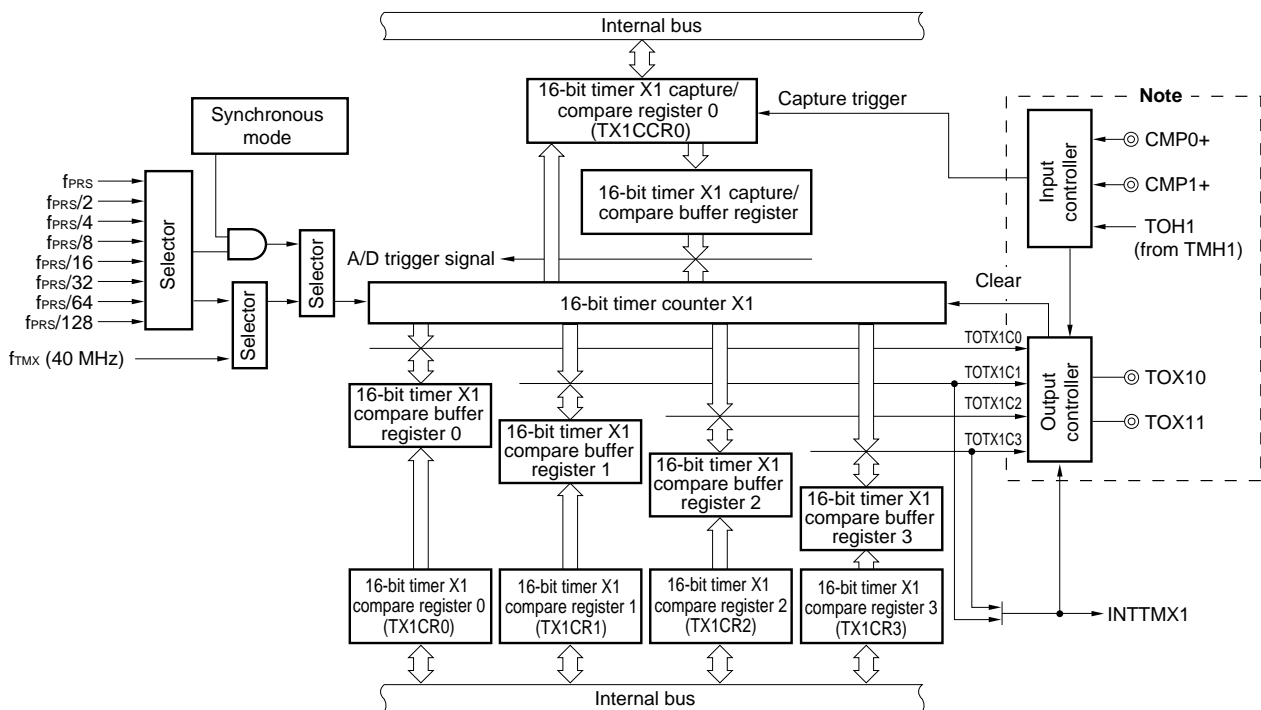 Internal bus
16-bit timer X1 capture/
compare register 0
(TX1CCR0)
Capture trigger
Note
Synchronous
mode
Input
controller
CMP0+
CMP1+
TOH1
(from TMH1)
fPRS
fPRS/2
fPRS/4
fPRS/8
fPRS/16
fPRS/32
fPRS/64
fPRS/128
fTMX (40 MHz)
Selector
Selector
Selector
16-bit timer X1 capture/
compare buffer register
A/D trigger signal
Clear
16-bit timer counter X1
TOTX1C0
TOTX1C1
TOTX1C2
TOTX1C3
Output
controller
TOX10
TOX11
16-bit timer X1
compare buffer
register 0
16-bit timer X1
compare buffer
register 1
16-bit timer X1
compare buffer
register 2
16-bit timer X1
compare buffer
register 3
16-bit timer X1
compare register 0
(TX1CR0)
16-bit timer X1
compare register 1
(TX1CR1)
16-bit timer X1
compare register 2
(TX1CR2)
16-bit timer X1
compare register 3
(TX1CR3)
INTTMX1
Internal bus